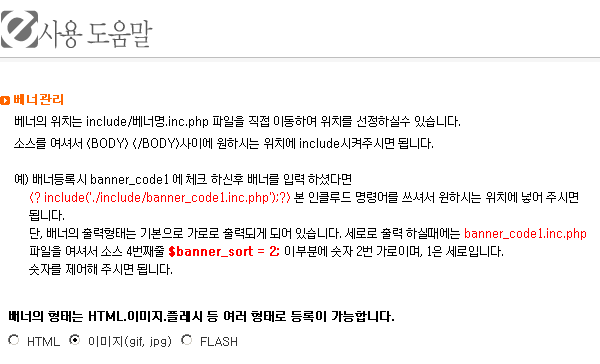 사용 도움말
베너관리
베너의 위치는 include/베너명.inc.php 파일을 직접 이동하여 위치를 선정하실수 있습니다.
소스를 여셔서 <BODY> </BODY>사이에 원하시는 위치에 include시켜주시면 됩니다.
예) 배너등록시 banner_code1 에 체크 하신후 배너를 입력 하셨다면
<? include('./include/banner_code1.inc.php');?> 본 인클루드 명령어를 쓰셔서 원하시는 위치에 넣어 주시면
됩니다.
단, 배너의 출력형태는 기본으로 가로로 출력되게 되어 있습니다. 세로로 출력 하실때에는 banner_code1.inc.php
파일을 여셔서 소스 4번째줄 $banner_sort = 2; 이부분에 숫자 2번 가로이며, 1은 세로입니다.
숫자를 제어해 주시면 됩니다.
배너의 형태는 HTML.이미지.플레시 등 여러 형태로 등록이 가능합니다.
HTML 이미지(gif, jpg) FLASH